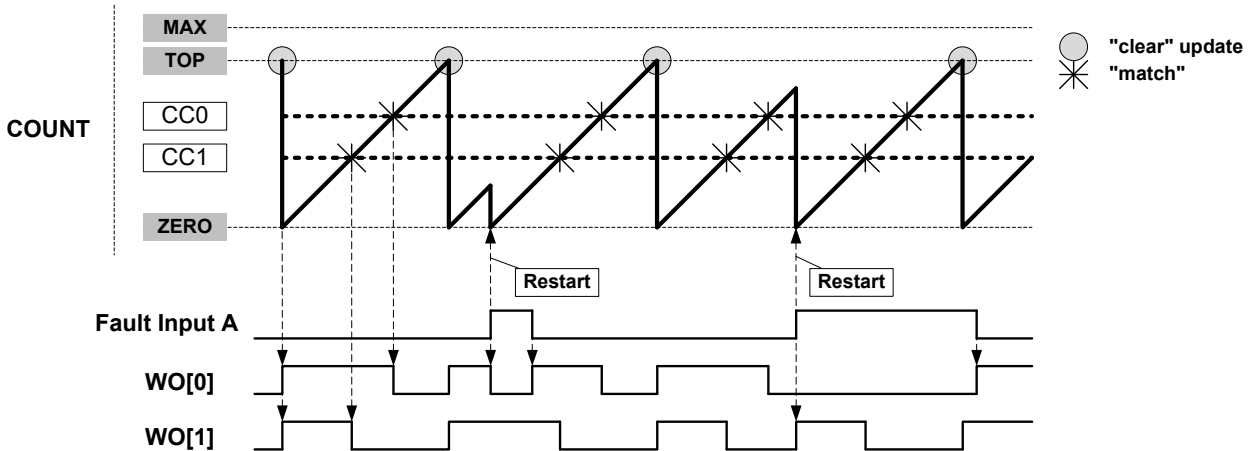 MAX
TOP
"clear" update
"match"
CC0
COUNT
CC1
ZERO
Restart
Restart
Fault Input A
WO[0]
WO[1]